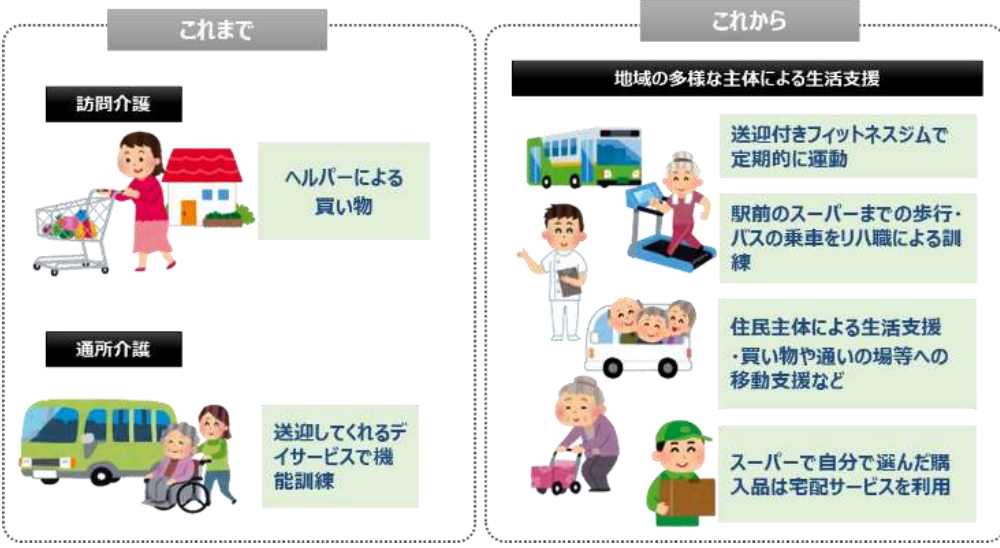 これまで
訪問介護
ヘルパーによる
買い物
通所介護
送迎してくれるデ
イサービスで機
能訓練
これから
地域の多様な主体による生活支援
送迎付きフィットネスジムで
定期的に運動
駅前のスーパーまでの歩行・
バスの乗車をリハ職による訓
練
住民主体による生活支援
・買い物や通いの場等への
移動支援など
スーパーで自分で選んだ購
入品は宅配サービスを利用